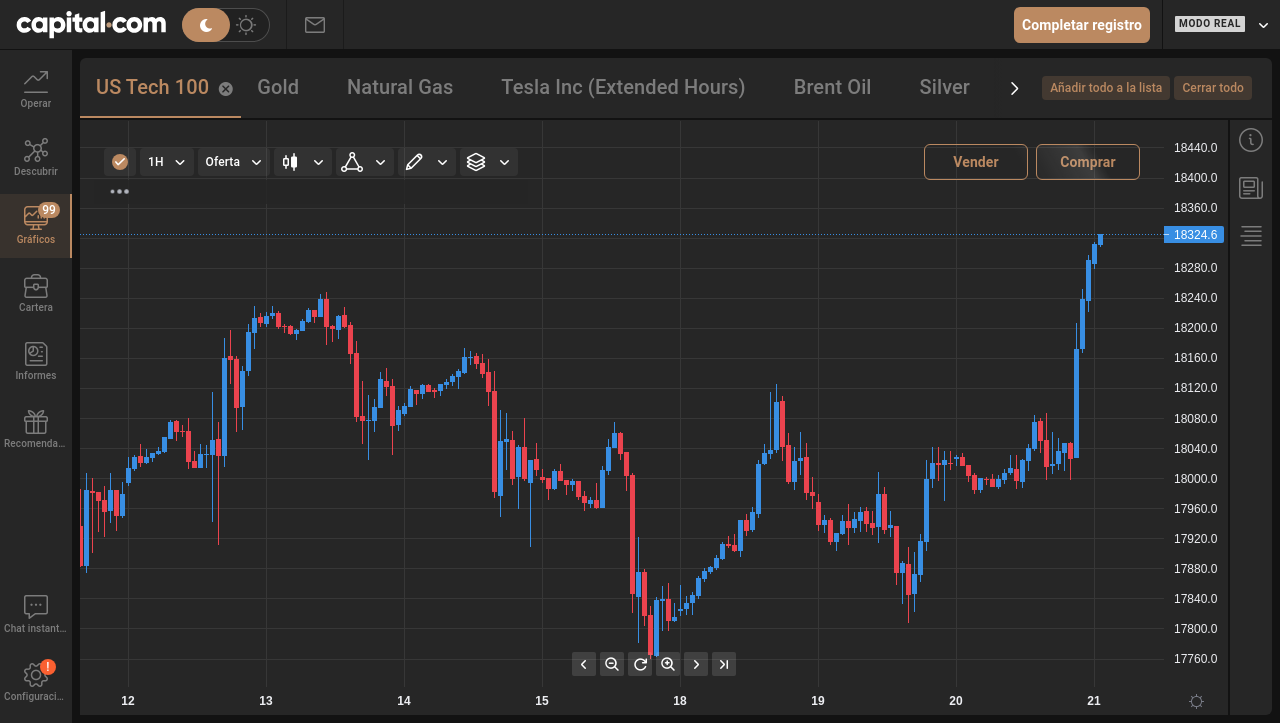 capital.com
Completar registro
MODO REAL
Operar
Descubrir
99
Gráficos
Cartera
Informes
Recomenda...
Chat instant...
!
Configuraci...
US Tech 100
Gold
Natural Gas
Tesla Inc (Extended Hours)
Brent Oil
Silver
Añadir todo a la lista
Cerrar todo
1H
Oferta
Vender
Comprar
18440.0
18400.0
18360.0
18324.6
18280.0
18240.0
18200.0
18160.0
18120.0
18080.0
18040.0
18000.0
17960.0
17920.0
17880.0
17840.0
17800.0
17760.0
12 13 14 15 18 19 20 21